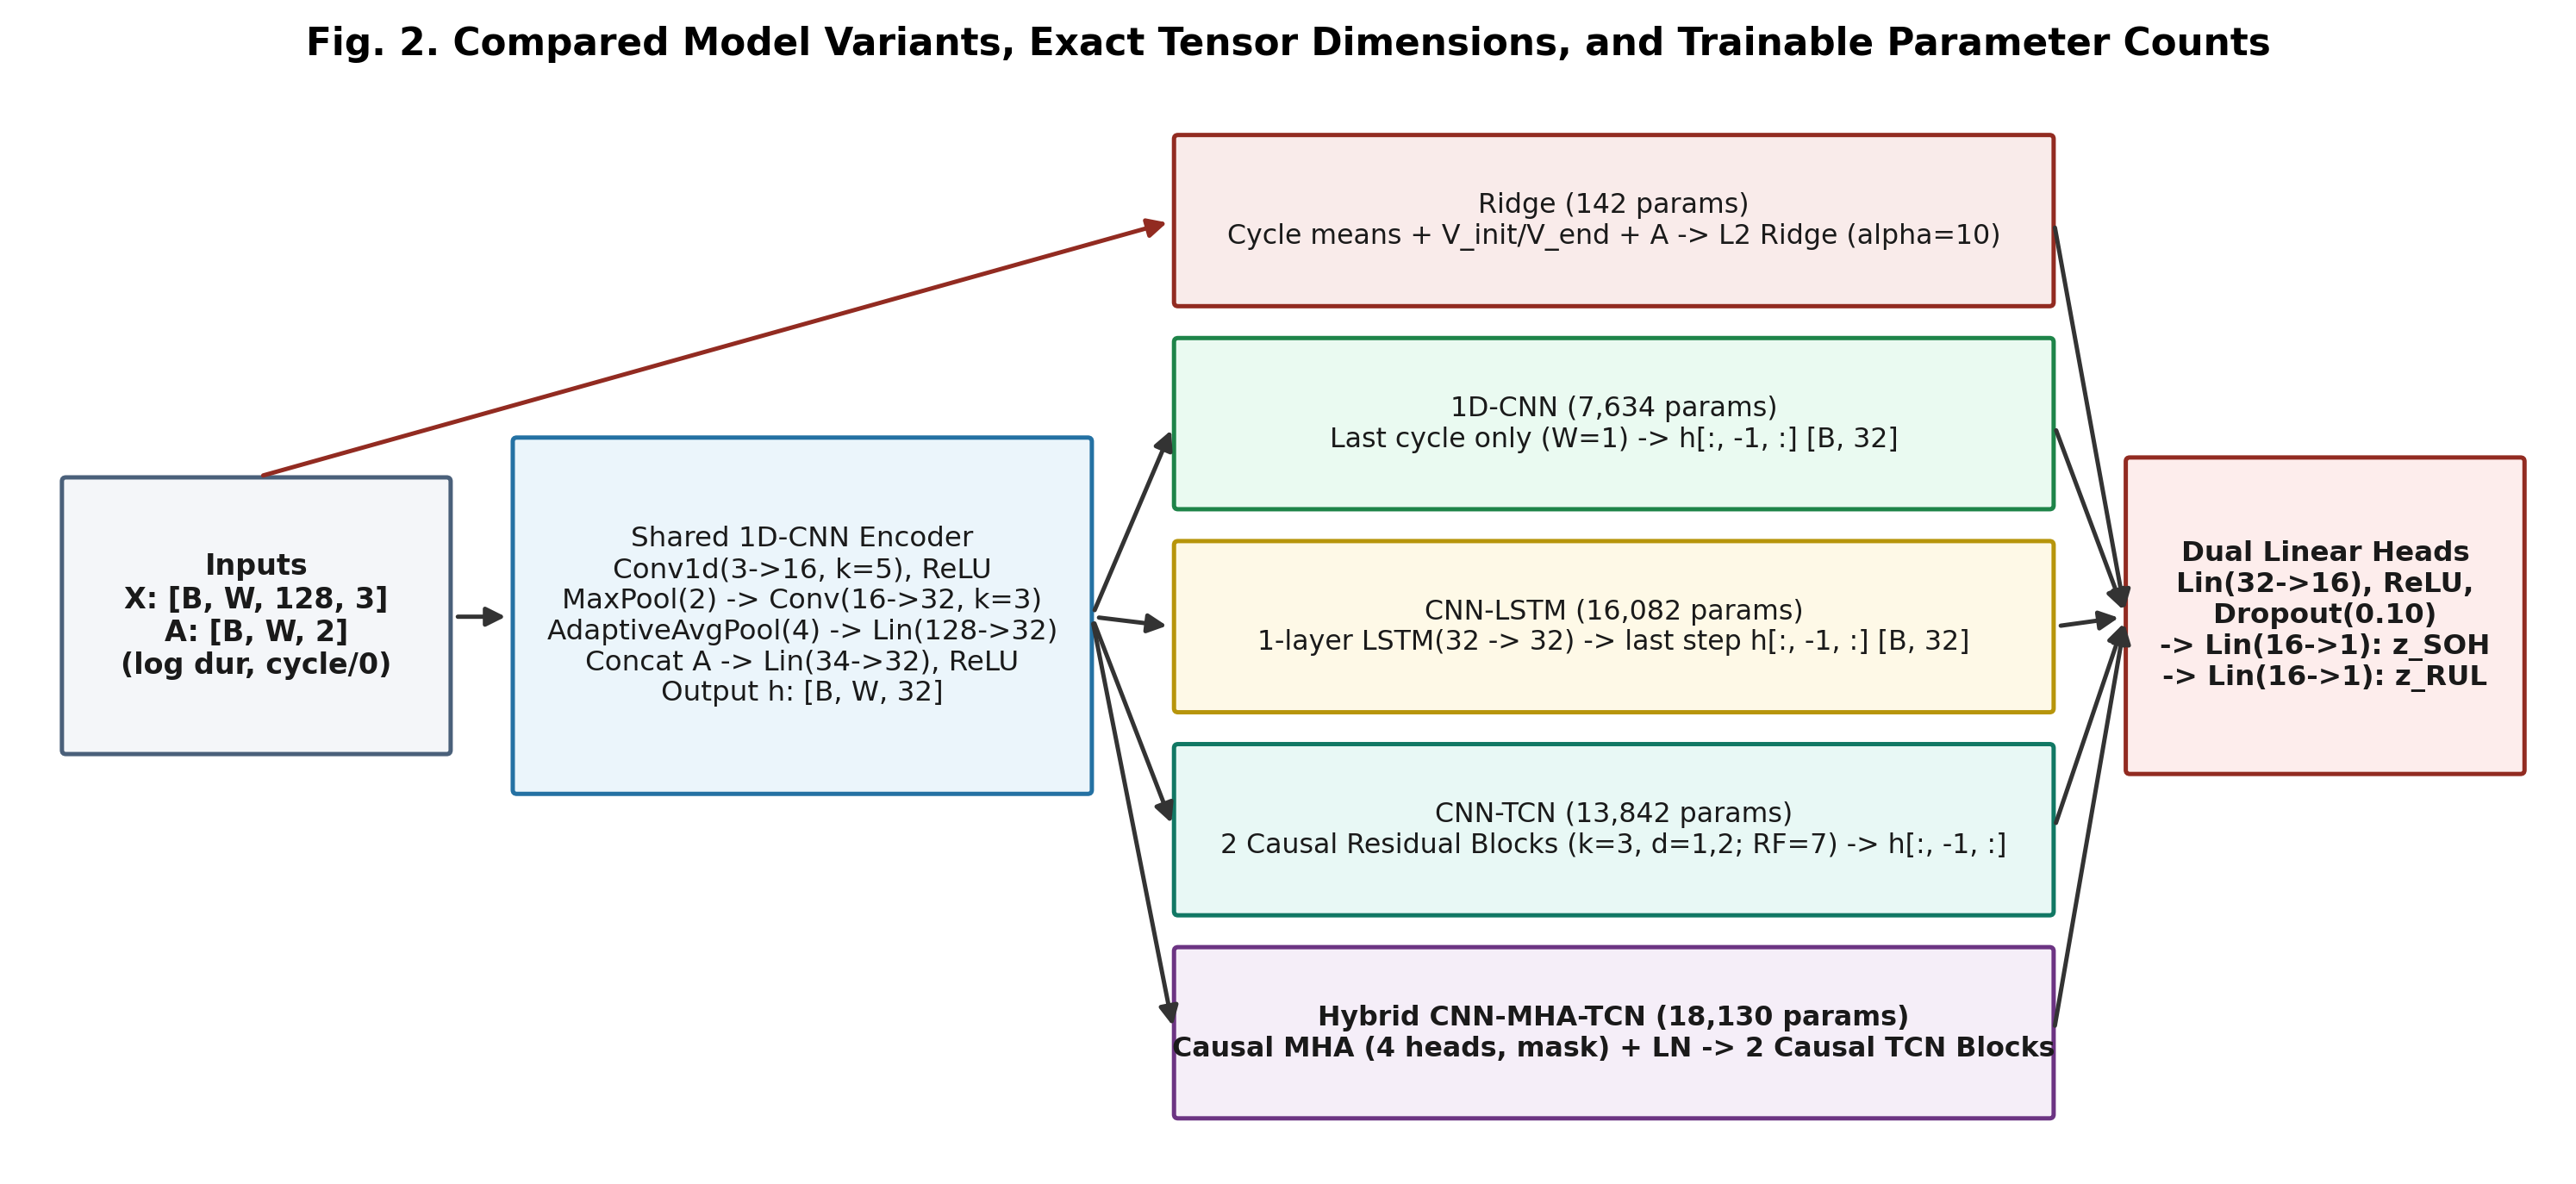 Fig. 2. Compared Model Variants, Exact Tensor Dimensions, and Trainable Parameter Counts
Inputs
X: [B, W, 128, 3]
A: [B, W, 2]
(log dur, cycle/0)
Shared 1D-CNN Encoder
Conv1d(3->16, k=5), ReLU
MaxPool(2) -> Conv(16->32, k=3)
AdaptiveAvgPool(4) -> Lin(128->32)
Concat A -> Lin(34->32), ReLU
Output h: [B, W, 32]
Ridge (142 params)
Cycle means + V_init/V_end + A -> L2 Ridge (alpha=10)
1D-CNN (7,634 params)
Last cycle only (W=1) -> h[:, -1, :] [B, 32]
CNN-LSTM (16,082 params)
1-layer LSTM(32 -> 32) -> last step h[:, -1, :] [B, 32]
CNN-TCN (13,842 params)
2 Causal Residual Blocks (k=3, d=1,2; RF=7) -> h[:, -1, :]
Hybrid CNN-MHA-TCN (18,130 params)
Causal MHA (4 heads, mask) + LN -> 2 Causal TCN Blocks
Dual Linear Heads
Lin(32->16), ReLU,
Dropout(0.10)
-> Lin(16->1): z_SOH
-> Lin(16->1): z_RUL